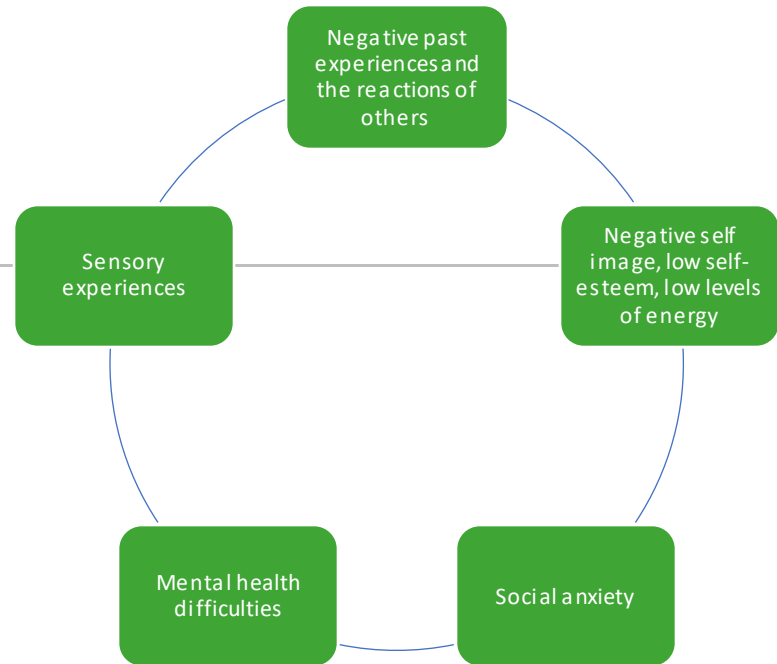 Negative past
experiences and
the reactions of
others
Negative self
image, low self-
esteem, low levels
of energy
Social anxiety
Mental health
difficulties
Sensory
experiences